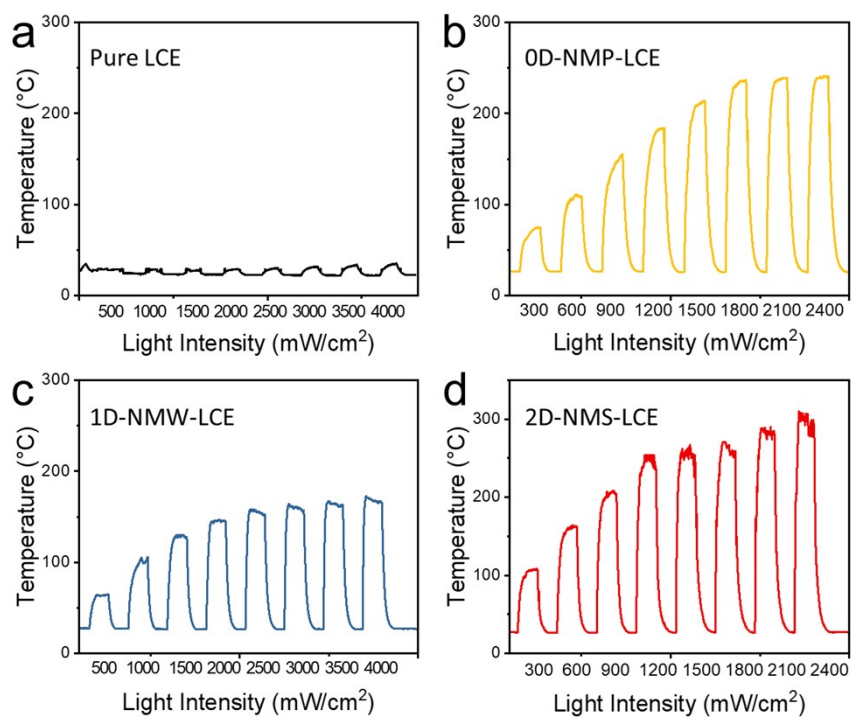 a
Pure LCE
300
200
100
0
Temperature (°C)
500 1000 1500 2000 2500 3000 3500 4000
Light Intensity (mW/cm²)
b
0D-NMP-LCE
300
200
100
0
Temperature (°C)
300 600 900 1200 1500 1800 2100 2400
Light Intensity (mW/cm²)
c
1D-NMW-LCE
300
200
100
0
Temperature (°C)
500 1000 1500 2000 2500 3000 3500 4000
Light Intensity (mW/cm²)
d
2D-NMS-LCE
300
200
100
0
Temperature (°C)
300 600 900 1200 1500 1800 2100 2400
Light Intensity (mW/cm²)